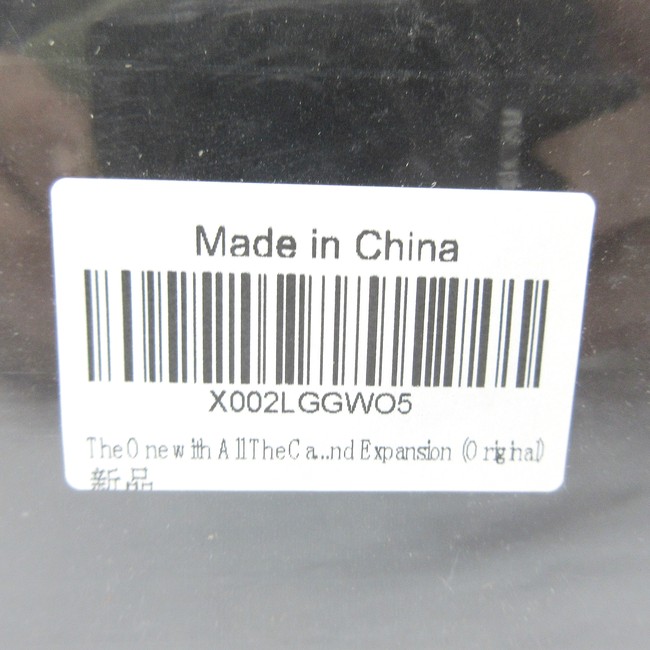 Made in China
X002LGGWO5
The One with All The Ca...nd Expansion (Original)
新品